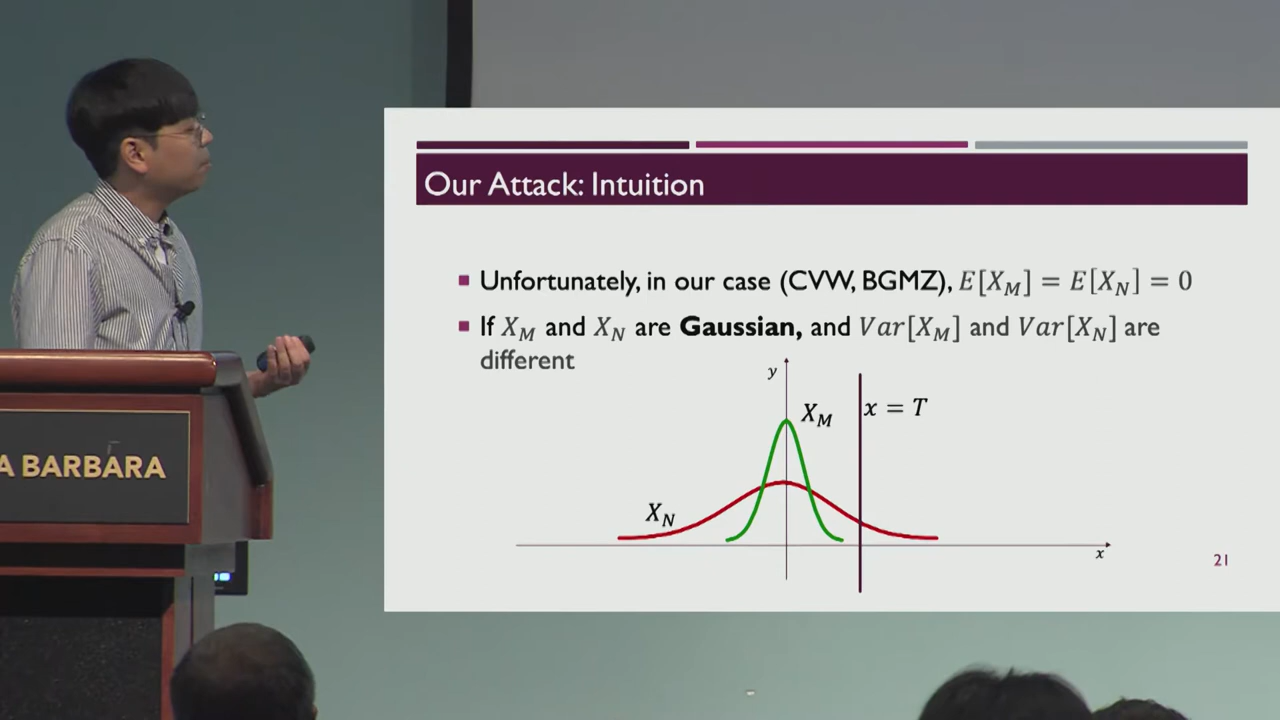 Our Attack: Intuition
Unfortunately, in our case (CVW, BGMZ), E[X_M] = E[X_N] = 0
If X_M and X_N are Gaussian, and Var[X_M] and Var[X_N] are
different
y
X_M
x = T
X_N
x
21
A BARBARA